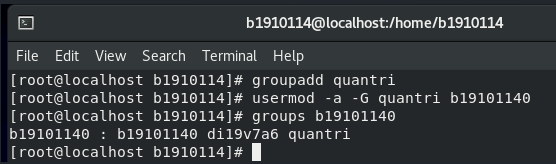 b1910114@localhost:/home/b1910114
File Edit View Search Terminal Help
[root@localhost b1910114]# groupadd quantri
[root@localhost b1910114]# usermod -a -G quantri b19101140
[root@localhost b1910114]# groups b19101140
b19101140 : b19101140 di19v7a6 quantri
[root@localhost b1910114]#